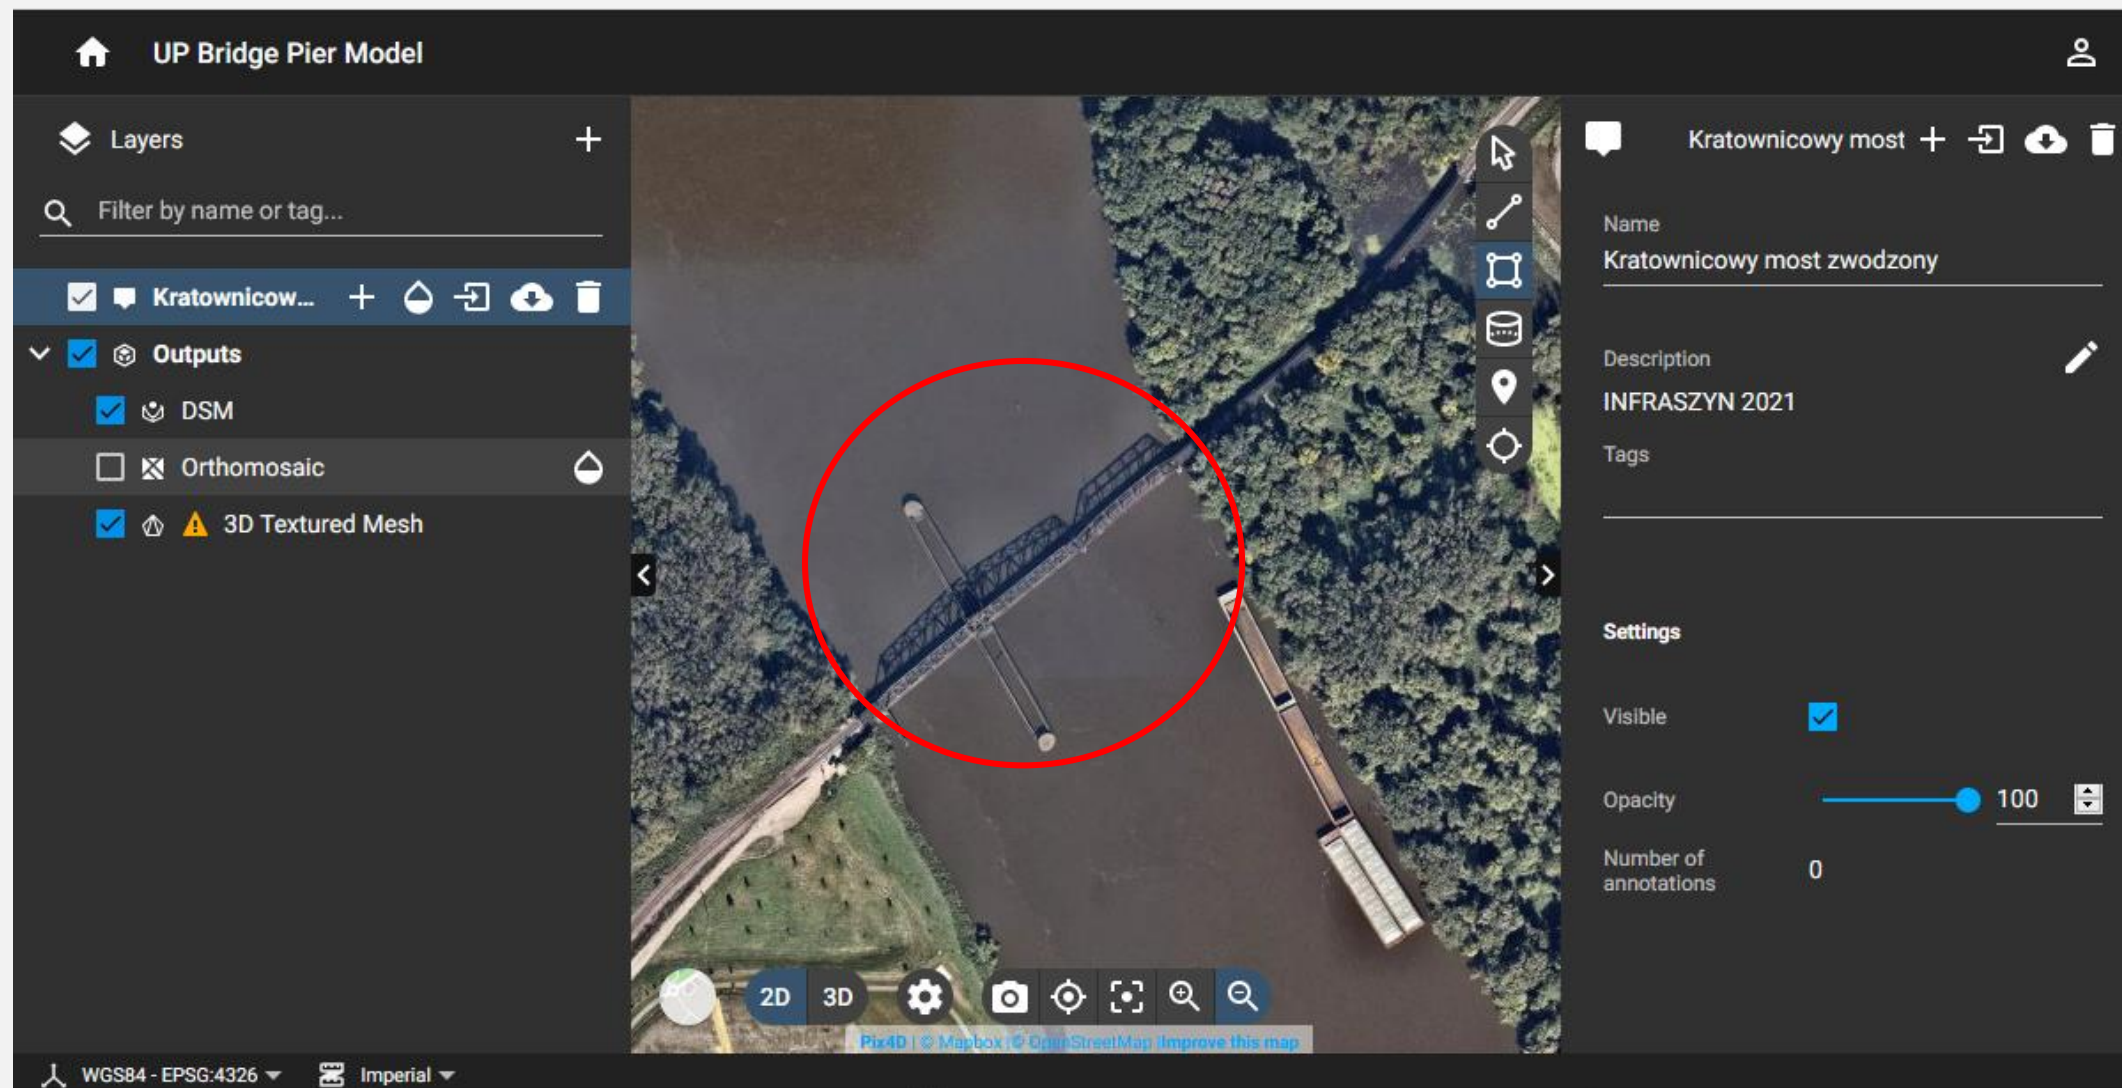 UP Bridge Pier Model
Layers
Filter by name or tag...
Kratownicow...
Outputs
DSM
Orthomosaic
3D Textured Mesh
Kratownicowy most
Name
Kratownicowy most zwodzony
Description
INFRASZYN 2021
Tags
Settings
Visible
Opacity
100
Number of
annotations
0
2D 3D
Pix4D | © Mapbox | © OpenStreetMap | Improve this map
WGS84 - EPSG:4326
Imperial